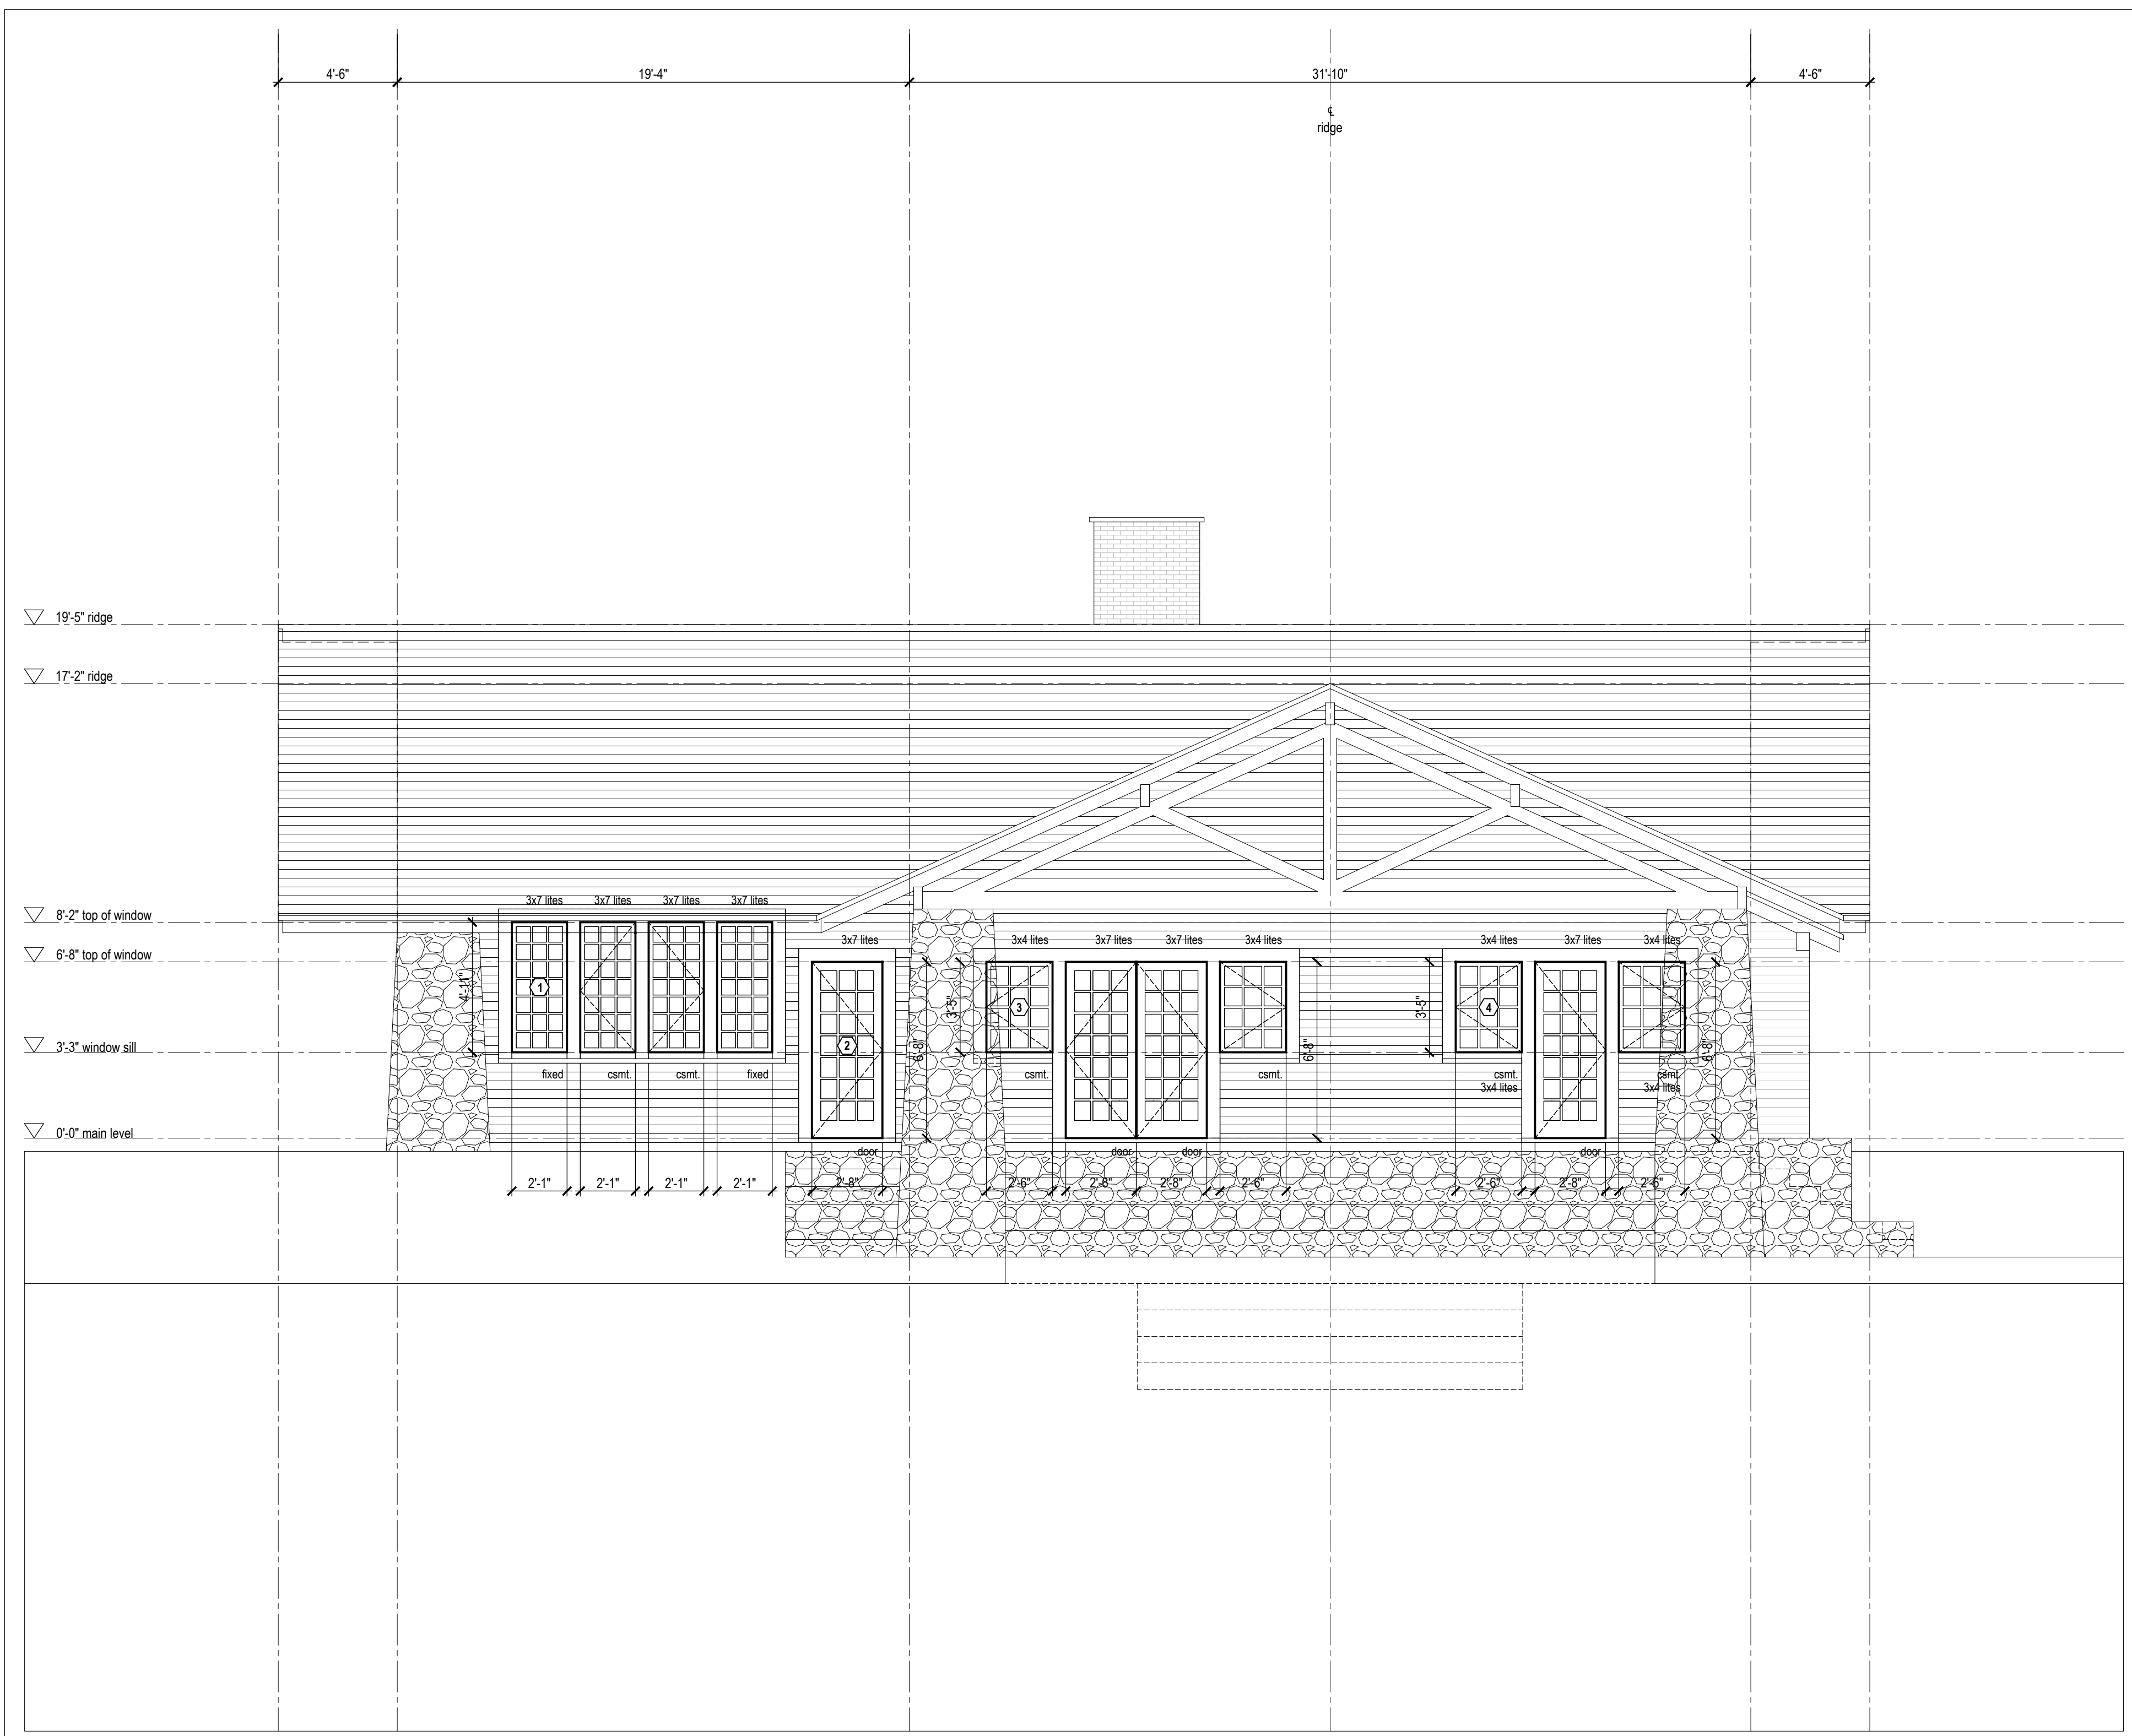 4'-6" 19'-4" 31'-10" 4'-6"
℄
ridge
19'-5" ridge
17'-2" ridge
8'-2" top of window
6'-8" top of window
3'-3" window sill
0'-0" main level
3x7 lites 3x7 lites 3x7 lites 3x7 lites
3x7 lites 3x4 lites 3x7 lites 3x7 lites 3x4 lites 3x4 lites 3x7 lites 3x4 lites
4'-11" 1 2 6'-8" 3'-5" 3 6'-8" 3'-5" 4 6'-8"
fixed csmt. csmt. fixed csmt. csmt. csmt. csmt.
3x4 lites 3x4 lites
door door door door
2'-1" 2'-1" 2'-1" 2'-1" 2'-8" 2'-6" 2'-8" 2'-8" 2'-6" 2'-6" 2'-8" 2'-6"